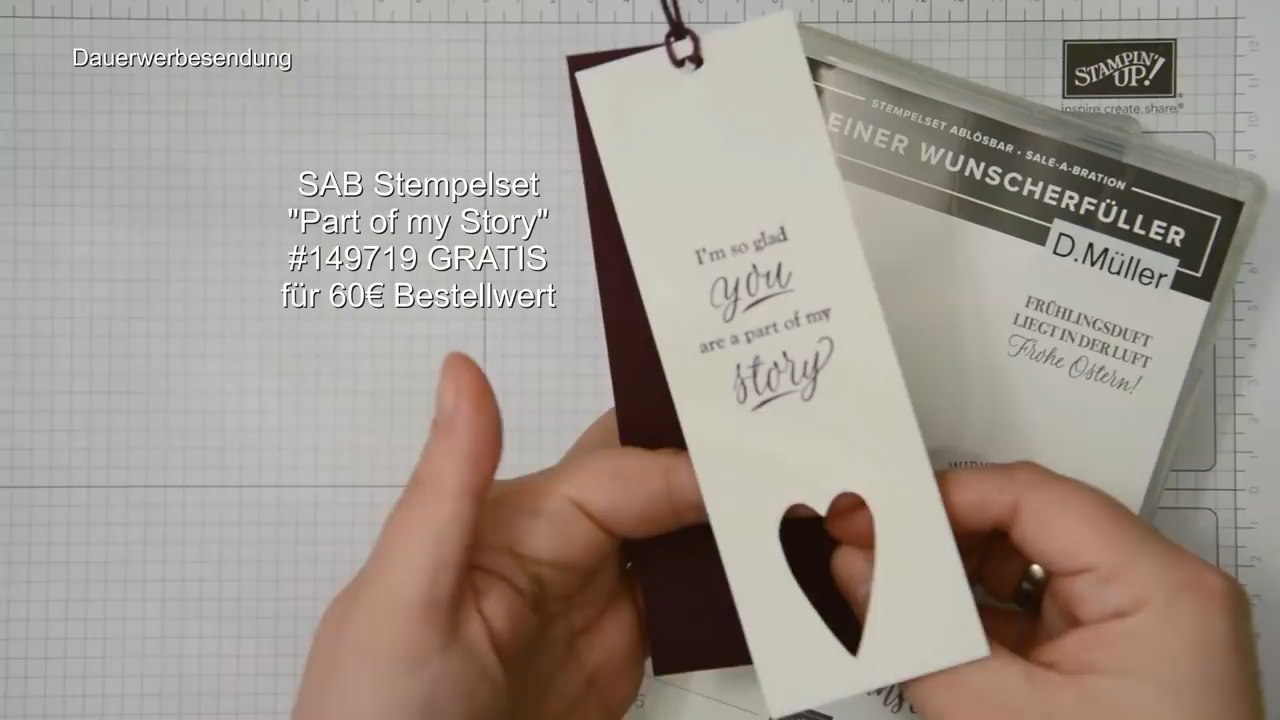 Dauerwerbesendung
SAB Stempelset
"Part of my Story"
#149719 GRATIS
für 60€ Bestellwert
I'm so glad
you
are a part of my
story
STAMPIN' UP!
inspire. create. share.®
STEMPELSET ABLÖSBAR • SALE-A-BRATION
EINER WUNSCHERFÜLLER
D.Müller
FRÜHLINGSDUFT
LIEGT IN DER LUFT
Frohe Ostern!